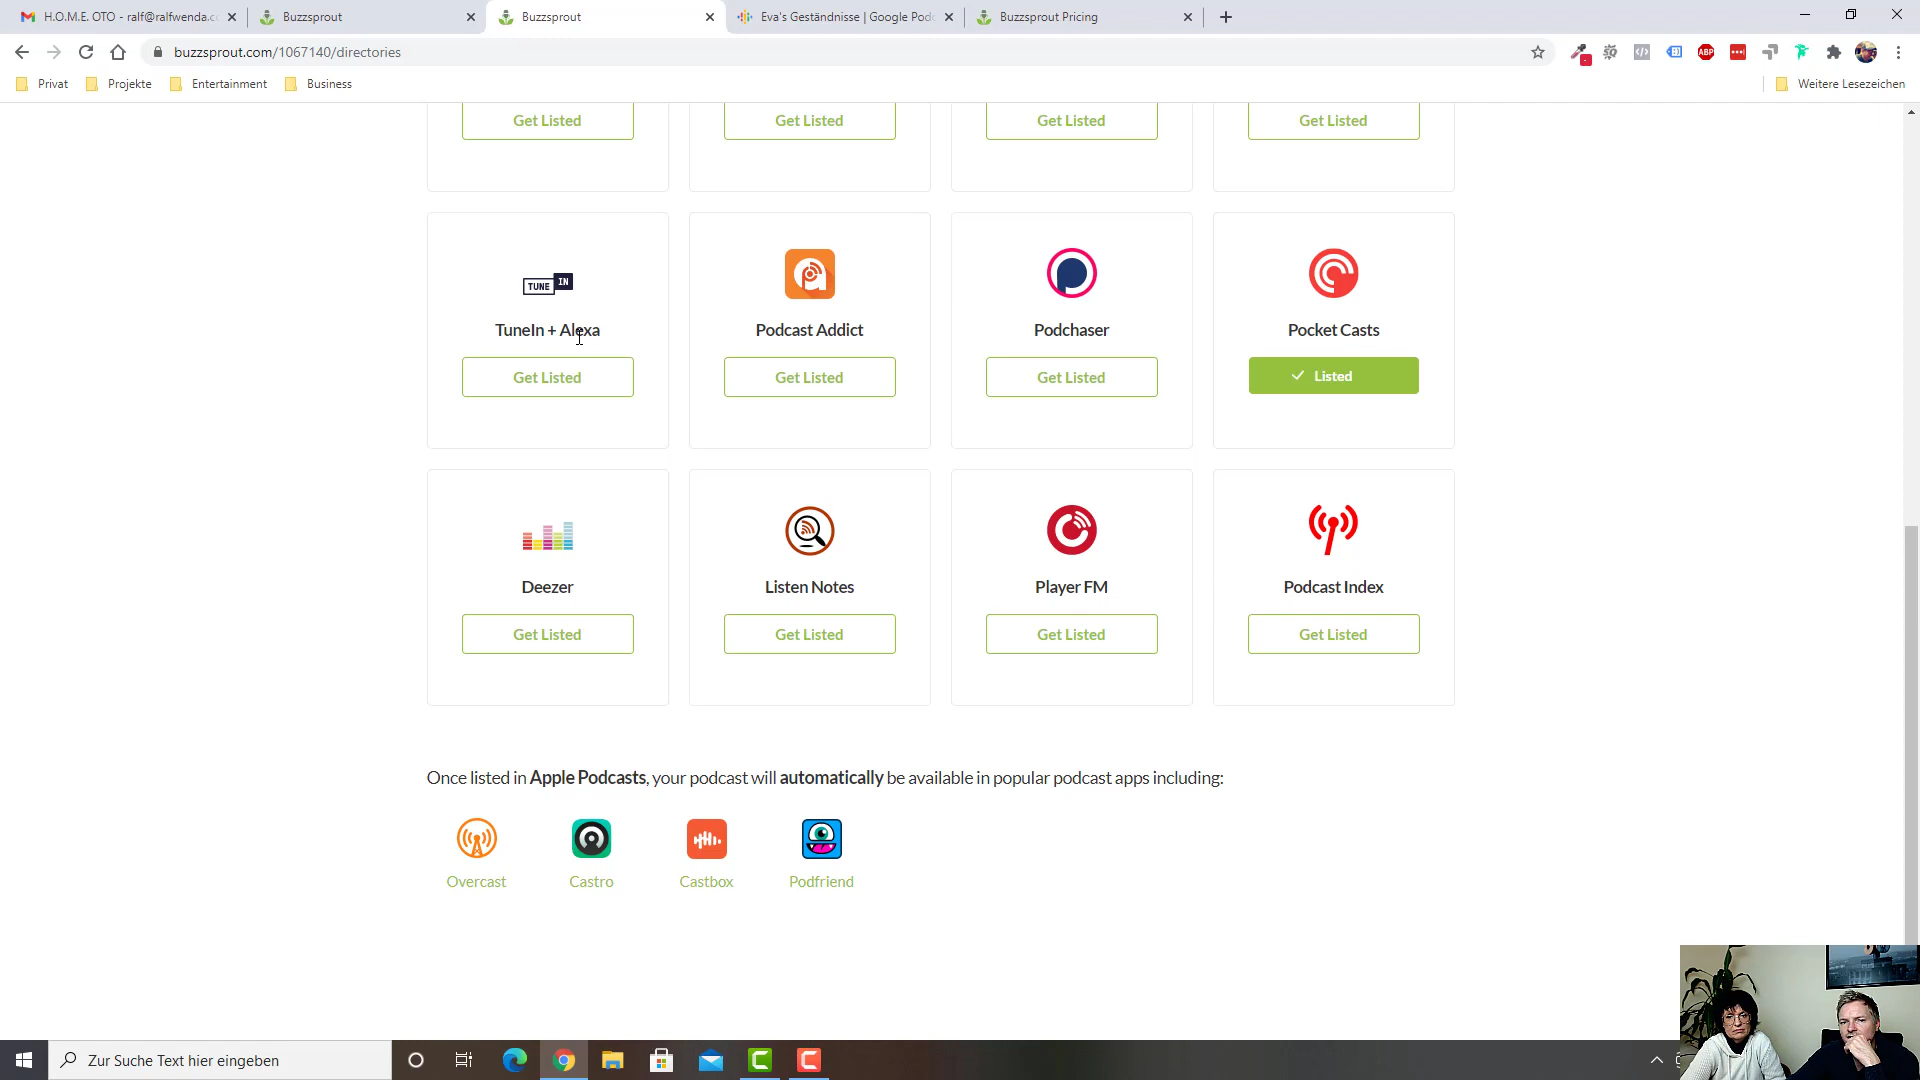 H.O.M.E. OTO - ralf@ralfwenda.c
Buzzsprout
Buzzsprout
Eva's Geständnisse | Google Pod
Buzzsprout Pricing
buzzsprout.com/1067140/directories
ABP
Privat
Projekte
Entertainment
Business
Weitere Lesezeichen
Get Listed
Get Listed
Get Listed
Get Listed
TUNE IN
TuneIn + Alexa
Podcast Addict
Podchaser
Pocket Casts
Get Listed
Get Listed
Get Listed
Listed
Deezer
Listen Notes
Player FM
Podcast Index
Get Listed
Get Listed
Get Listed
Get Listed
Once listed in Apple Podcasts, your podcast will automatically be available in popular podcast apps including:
Overcast
Castro
Castbox
Podfriend
Zur Suche Text hier eingeben